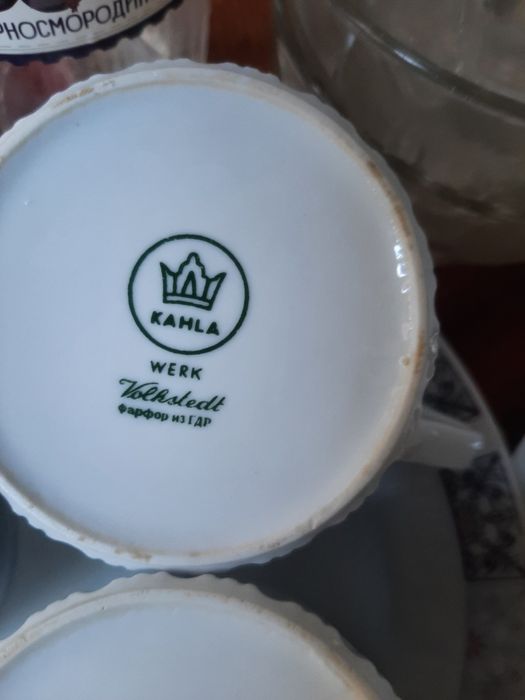 РНОСМОРОДИН
KAHLA
WERK
Volkstedt
Фарфор из ГДР